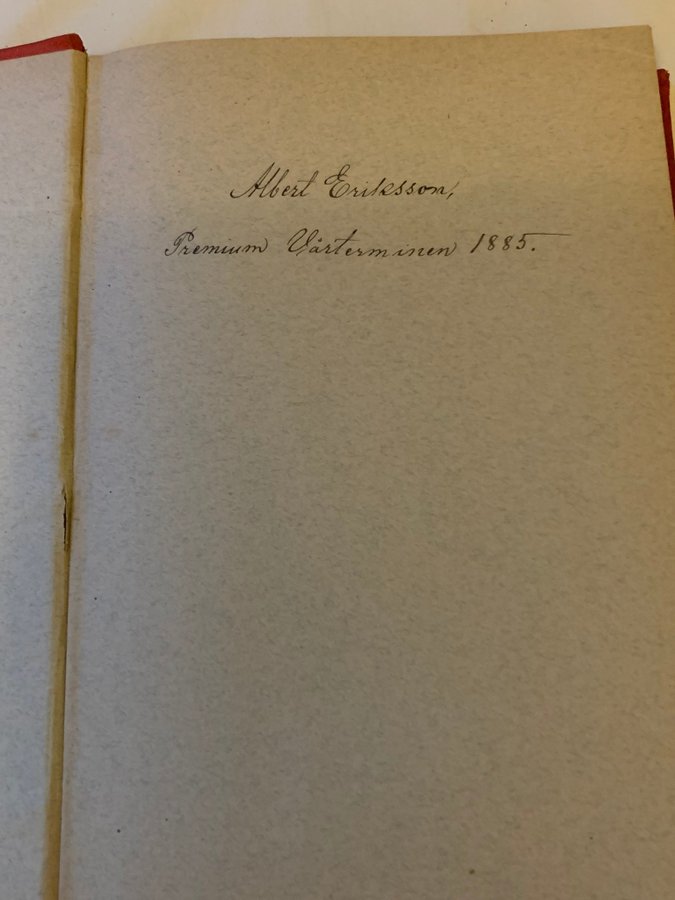 Albert Eriksson,
Premium Vårterminen 1885.